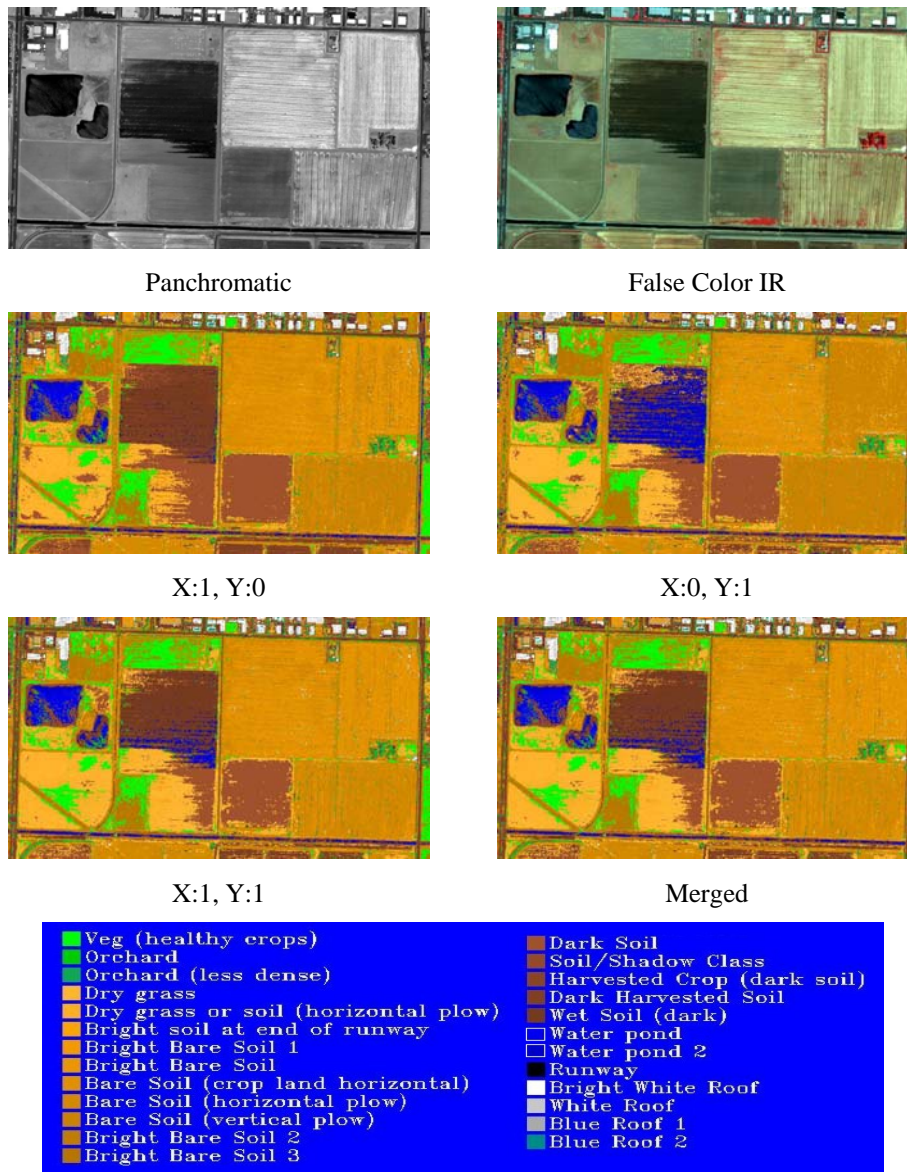 Panchromatic
False Color IR
X:1, Y:0
X:0, Y:1
X:1, Y:1
Merged
Veg (healthy crops)
Orchard
Orchard (less dense)
Dry grass
Dry grass or soil (horizontal plow)
Bright soil at end of runway
Bright Bare Soil 1
Bright Bare Soil
Bare Soil (crop land horizontal)
Bare Soil (horizontal plow)
Bare Soil (vertical plow)
Bright Bare Soil 2
Bright Bare Soil 3
Dark Soil
Soil/Shadow Class
Harvested Crop (dark soil)
Dark Harvested Soil
Wet Soil (dark)
Water pond
Water pond 2
Runway
Bright White Roof
White Roof
Blue Roof 1
Blue Roof 2